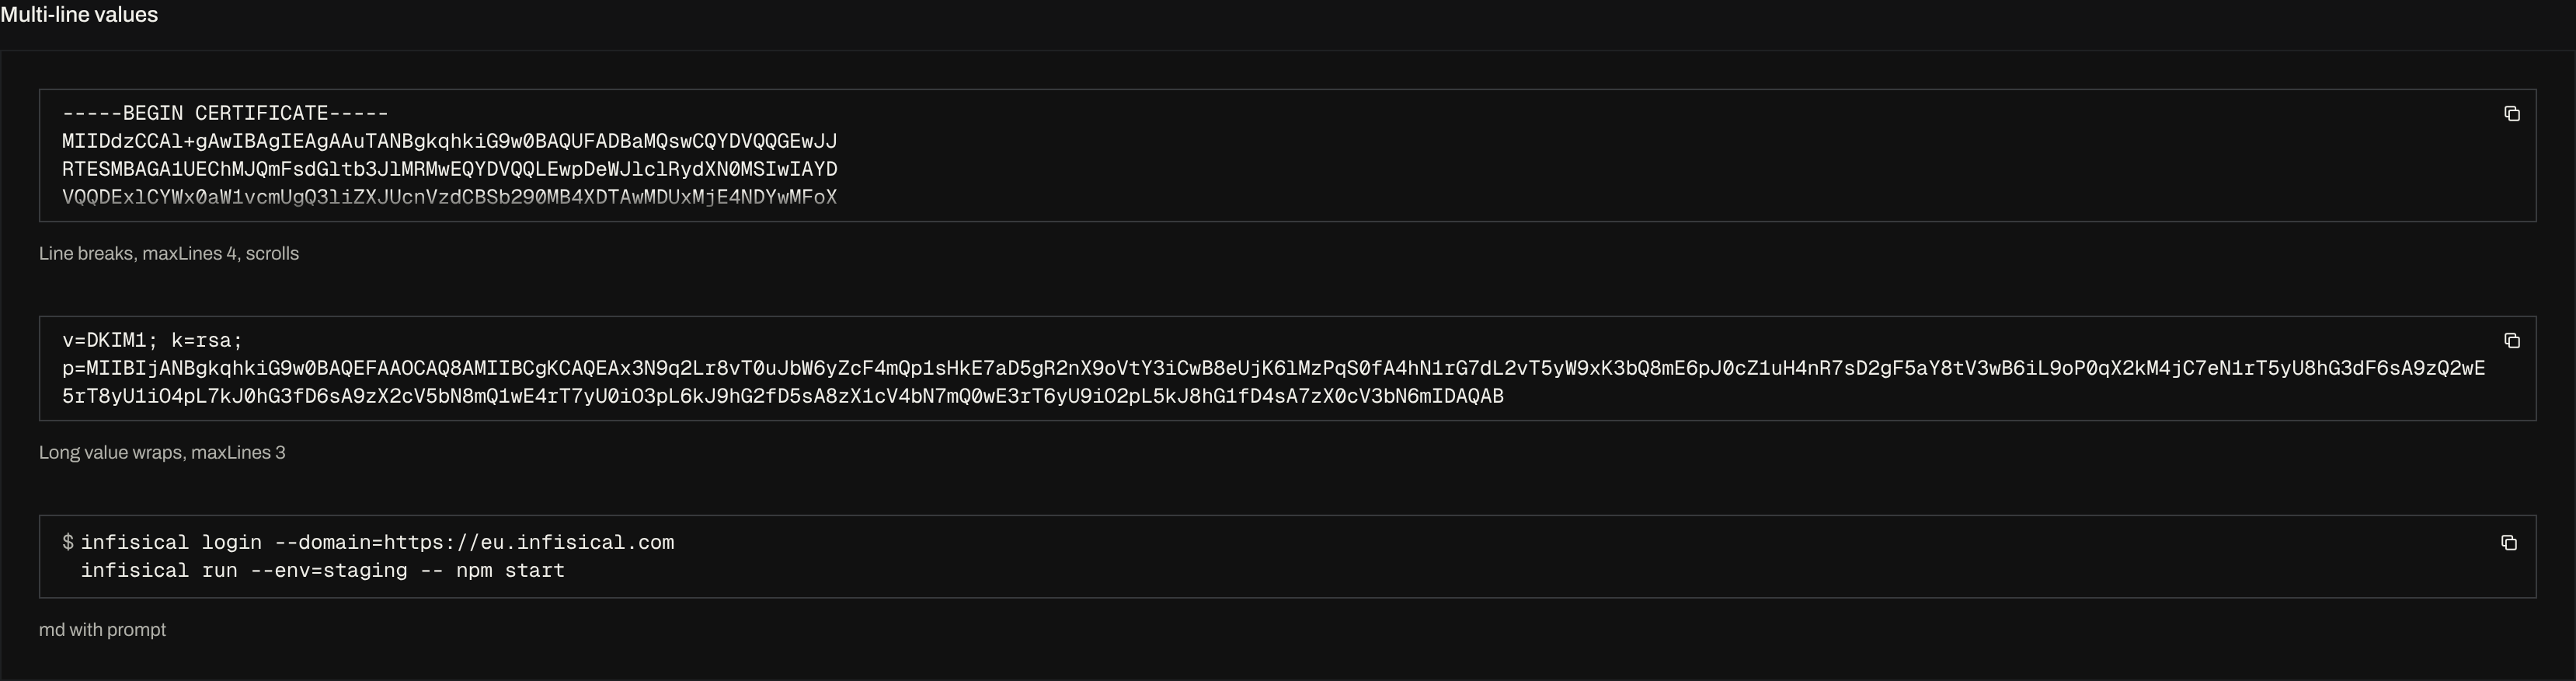 Multi-line values
-----BEGIN CERTIFICATE-----
MIIDdzCCAl+gAwIBAgIEAgAAuTANBgkqhkiG9w0BAQUFADBaMQswCQYDVQQGEwJJ
RTESMBAGA1UEChMJQmFsdGltb3JlMRMwEQYDVQQLEwpDeWJlclRydXN0MSIwIAYD
VQQDExlCYWx0aW1vcmUgQ3liZXJUcnVzdCBSb290MB4XDTAwMDUxMjE4NDYwMFoX
Line breaks, maxLines 4, scrolls
v=DKIM1; k=rsa;
p=MIIBIjANBgkqhkiG9w0BAQEFAAOCAQ8AMIIBCgKCAQEAx3N9q2Lr8vT0uJbW6yZcF4mQp1sHkE7aD5gR2nX9oVtY3iCwB8eUjK6lMzPqS0fA4hN1rG7dL2vT5yW9xK3bQ8mE6pJ0cZ1uH4nR7sD2gF5aY8tV3wB6iL9oP0qX2kM4jC7eN1rT5yU8hG3dF6sA9zQ2wE
5rT8yU1iO4pL7kJ0hG3fD6sA9zX2cV5bN8mQ1wE4rT7yU0iO3pL6kJ9hG2fD5sA8zX1cV4bN7mQ0wE3rT6yU9iO2pL5kJ8hG1fD4sA7zX0cV3bN6mIDAQAB
Long value wraps, maxLines 3
$ infisical login --domain=https://eu.infisical.com
infisical run --env=staging -- npm start
md with prompt